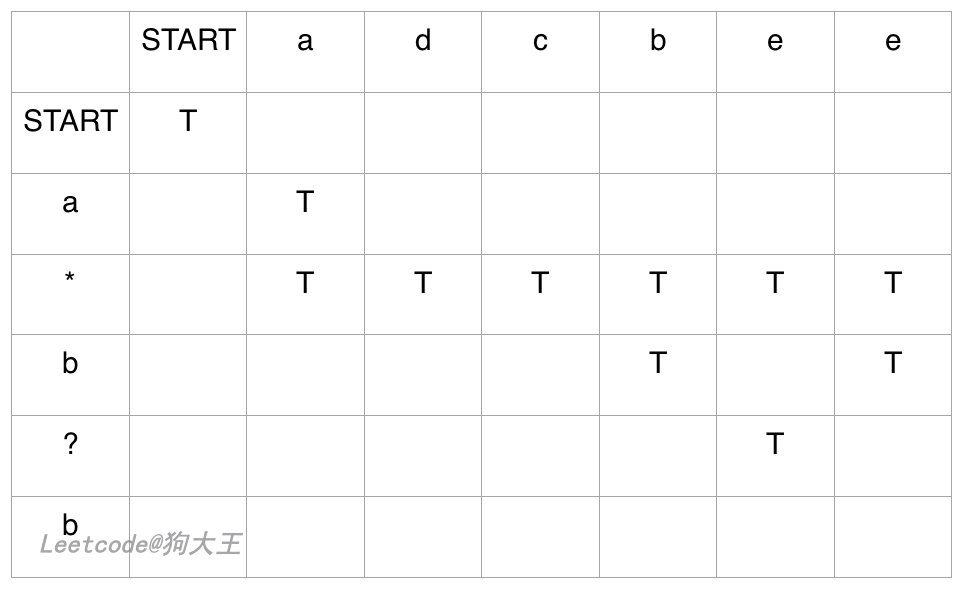 START a d c b e e
START T
a T
* T T T T T T
b T T
? T
b
Leetcode@狗大王